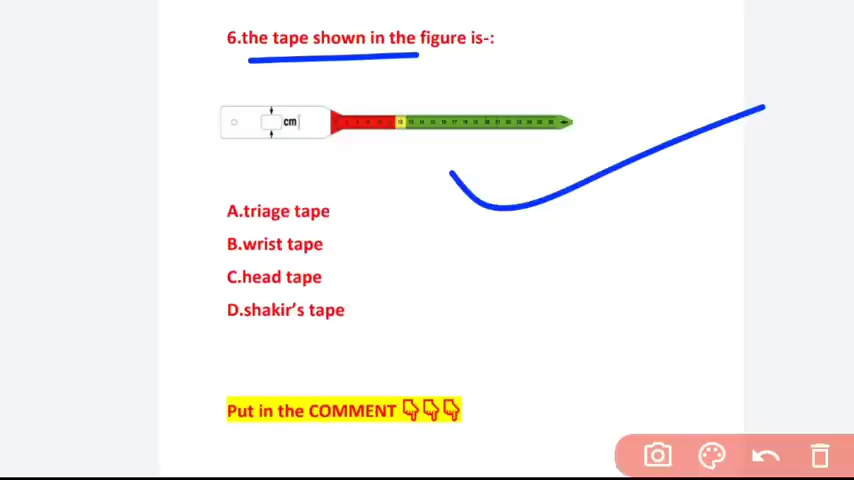 6.the tape shown in the figure is-:
cm
A.triage tape
B.wrist tape
C.head tape
D.shakir's tape
Put in the COMMENT